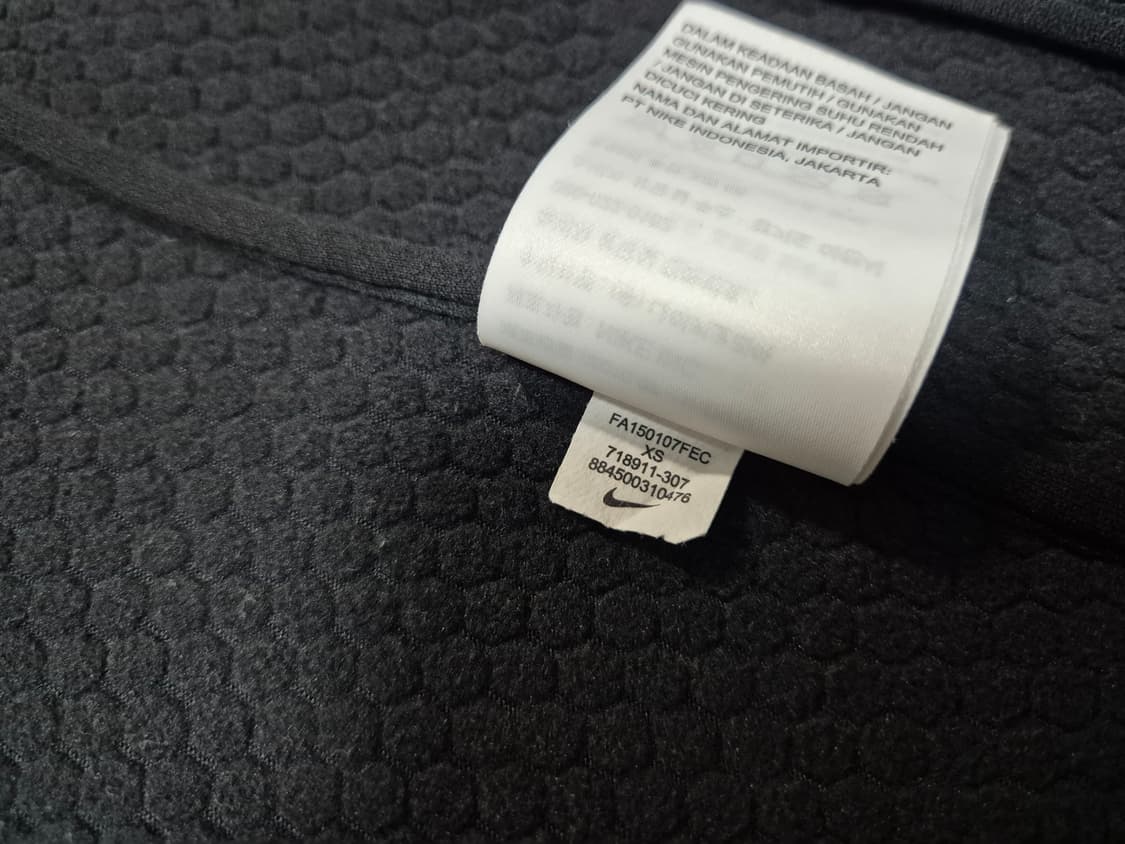 DALAM KEADAAN BASAH / JANGAN
GUNAKAN PEMUTIH / GUNAKAN
MESIN PENGERING SUHU RENDAH
/ JANGAN DI SETERIKA / JANGAN
DICUCI KERING
NAMA DAN ALAMAT IMPORTIR:
PT NIKE INDONESIA, JAKARTA
FA150107FEC
XS
718911-307
884500310476